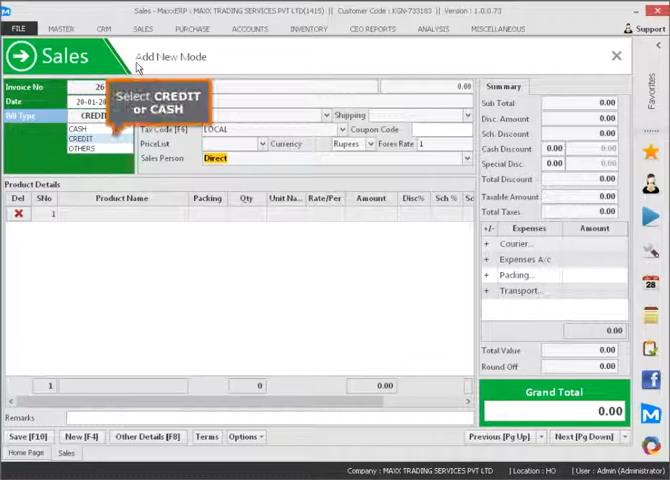 Sales - MaxxERP : MAXX TRADING SERVICES PVT LTD(1415) || Customer Code : KGN-733183 || Version : 1.0.0.73
FILE MASTER CRM SALES PURCHASE ACCOUNTS INVENTORY CEO REPORTS ANALYSIS MISCELLANEOUS Support
Sales Add New Mode
Invoice No 26 0.00
Date 20-01-20
Bill Type CREDIT Shipping
Select CREDIT
or CASH
CASH
CREDIT
OTHERS
Tax Code [F6] LOCAL Coupon Code
PriceList Currency Rupees Forex Rate 1
Sales Person Direct
Summary
Sub Total 0.00
Disc. Amount 0.00
Sch. Discount 0.00
Cash Discount 0.00 0.00
Special Disc. 0.00 0.00
Total Discount 0.00
Taxable Amount 0.00
Total Taxes 0.00
+/- Expenses Amount
+ Courier...
+ Expenses A/c
+ Packing...
+ Transport...
0.00
Total Value 0.00
Round Off 0.00
Grand Total
0.00
Favorites
28
Product Details
Del SNo Product Name Packing Qty Unit Na... Rate/Per Amount Disc% Sch % Sc
1
1 0 0.00
Remarks
Save [F10] New [F4] Other Details [F8] Terms Options Previous [Pg Up] Next [Pg Down]
Home Page Sales
Company : MAXX TRADING SERVICES PVT LTD | Location : HO | User : Admin (Administrator)